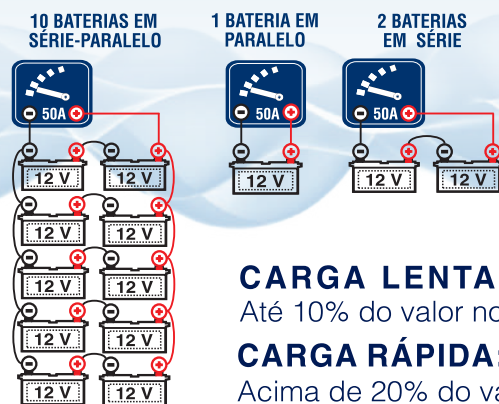 10 BATERIAS EM
SÉRIE-PARALELO
50A
12 V 12 V
12 V 12 V
12 V 12 V
12 V 12 V
12 V 12 V
1 BATERIA EM
PARALELO
50A
12 V
2 BATERIAS
EM SÉRIE
50A
12 V 12 V
CARGA LENTA
Até 10% do valor no
CARGA RÁPIDA:
Acima de 20% do va